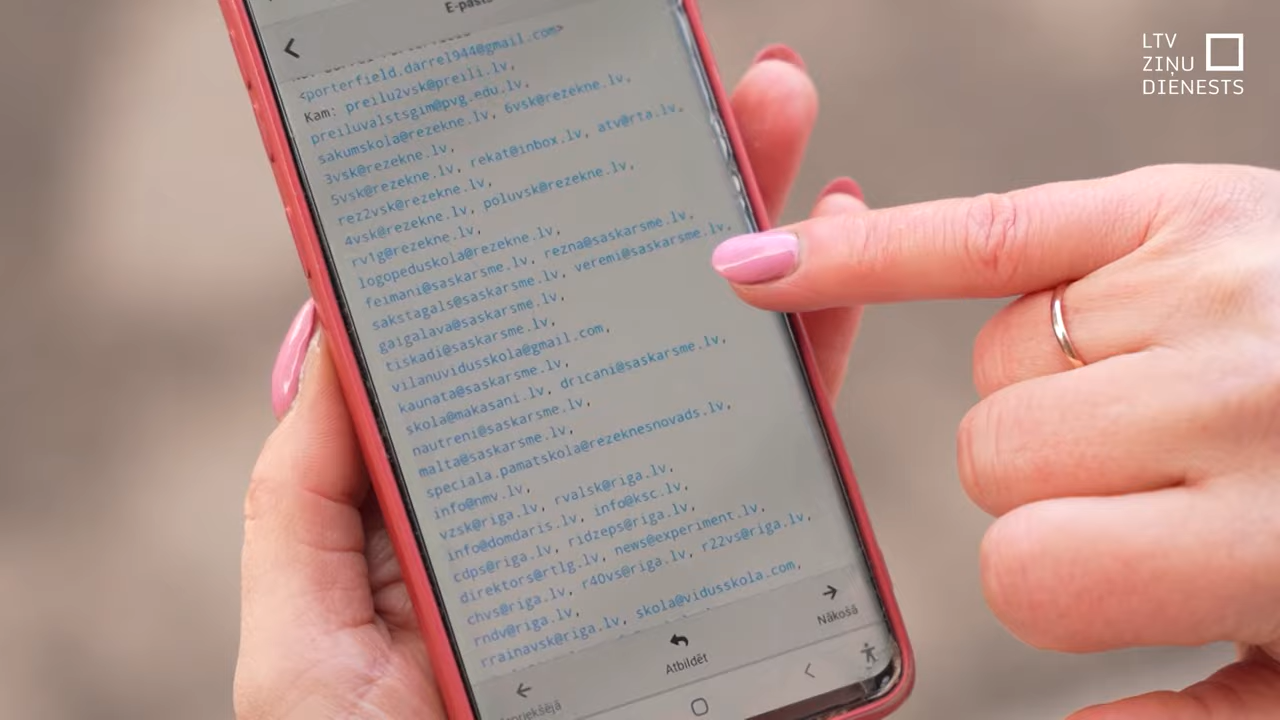 E-pasts
<porterfield.darrel944@gmail.com>
Kam: preilu2vsk@preili.lv,
preiluvalstsgim@pvg.edu.lv,
sakumskola@rezekne.lv, 6vsk@rezekne.lv,
3vsk@rezekne.lv,
5vsk@rezekne.lv, rekat@inbox.lv, atv@rta.lv,
rez2vsk@rezekne.lv,
4vsk@rezekne.lv, poluvsk@rezekne.lv,
rv1g@rezekne.lv,
logopeduskola@rezekne.lv,
feimani@saskarsme.lv, rezna@saskarsme.lv,
sakstagals@saskarsme.lv, veremi@saskarsme.lv,
gaigalava@saskarsme.lv,
tiskadi@saskarsme.lv,
vilanuvidusskola@gmail.com,
kaunata@saskarsme.lv,
skola@makasani.lv, dricani@saskarsme.lv,
nautreni@saskarsme.lv,
malta@saskarsme.lv,
speciala.pamatskola@rezeknesnovads.lv,
info@nmv.lv,
vzsk@riga.lv, rvalsk@riga.lv,
info@domdaris.lv, info@ksc.lv,
cdps@riga.lv, ridzeps@riga.lv,
direktors@rtlg.lv, news@experiment.lv,
chvs@riga.lv, r40vs@riga.lv, r22vs@riga.lv,
rndv@riga.lv,
rrainavsk@riga.lv, skola@vidusskola.com,
Atbildēt
Nākošā
LTV
ZIŅU
DIENESTS